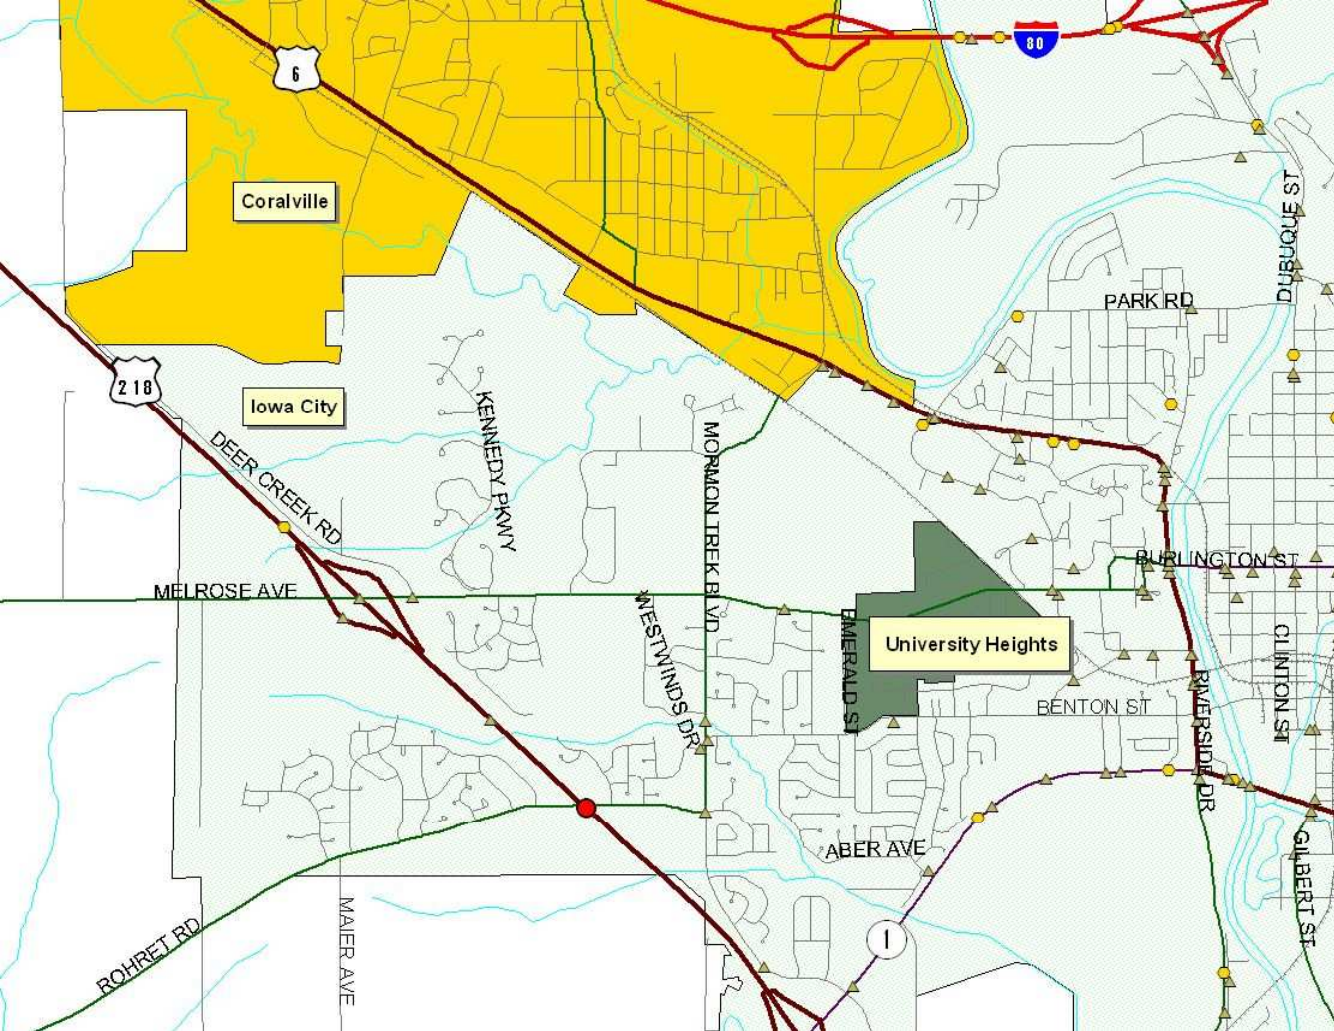 80
6
Coralville
DUBUQUE ST
PARK RD
218
Iowa City
KENNEDY PKWY
MORMON TREK BLVD
DEER CREEK RD
BURLINGTON ST
MELROSE AVE
WESTWINDS DR
EMERALD ST
University Heights
CLINTON ST
RIVERSIDE DR
BENTON ST
ABER AVE
GILBERT ST
MAIER AVE
1
ROHRET RD